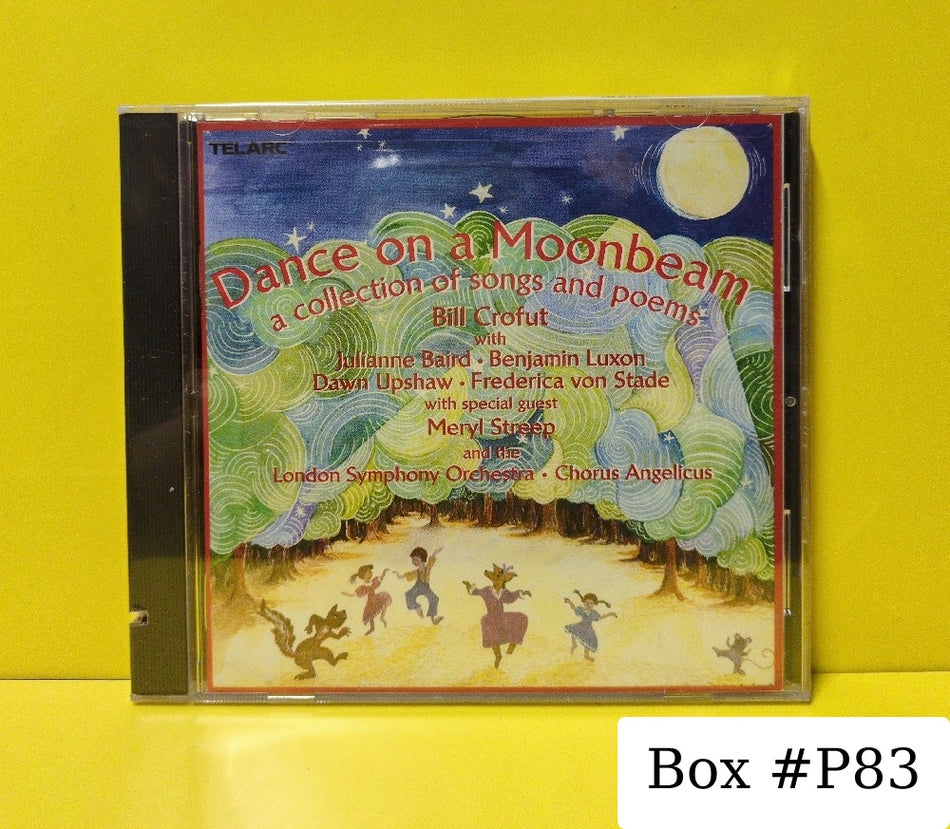 TELARC
Dance on a Moonbeam
a collection of songs and poems
Bill Crofut
with
Julianne Baird • Benjamin Luxon
Dawn Upshaw • Frederica von Stade
with special guest
Meryl Streep
and the
London Symphony Orchestra • Chorus Angelicus
Box #P83